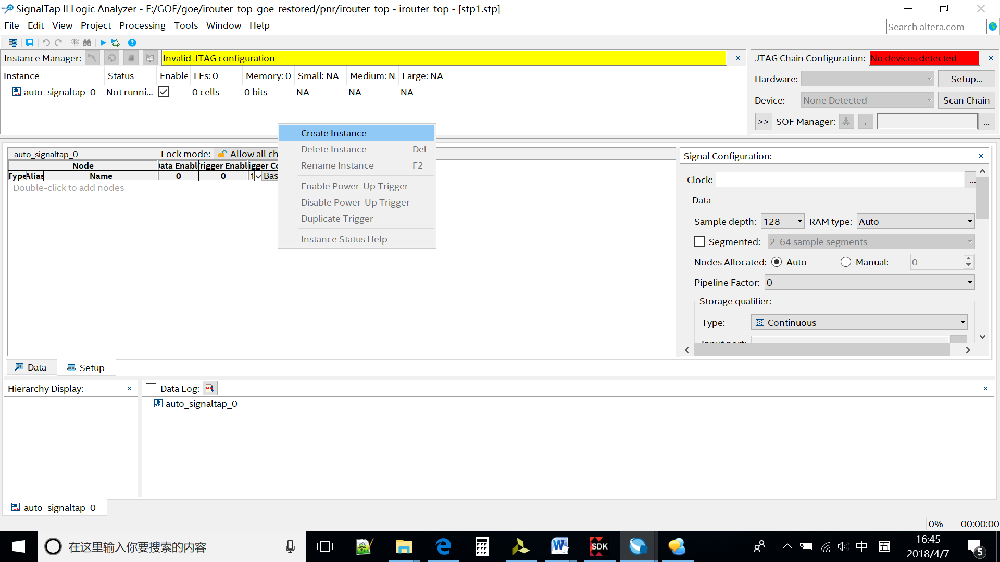 SignalTap II Logic Analyzer - F:/GOE/goe/irouter_top_goe_restored/pnr/irouter_top - irouter_top - [stp1.stp]
File Edit View Project Processing Tools Window Help
Search altera.com
Instance Manager: Invalid JTAG configuration
JTAG Chain Configuration: No devices detected
Instance Status Enable LEs: 0 Memory: 0 Small: NA Medium: N. Large: NA
auto_signaltap_0 Not runni... 0 cells 0 bits NA NA NA
Hardware: Setup...
Device: None Detected Scan Chain
>> SOF Manager: ...
Create Instance
Delete Instance Del
Rename Instance F2
Enable Power-Up Trigger
Disable Power-Up Trigger
Duplicate Trigger
Instance Status Help
auto_signaltap_0 Lock mode: Allow all ch
Node Data Enabl rigger Enabl igger Co
Type Alias Name 0 0 1 Bas
Double-click to add nodes
Signal Configuration:
Clock: ...
Data
Sample depth: 128 RAM type: Auto
Segmented: 2 64 sample segments
Nodes Allocated: Auto Manual: 0
Pipeline Factor: 0
Storage qualifier:
Type: Continuous
Data Setup
Hierarchy Display:
Data Log:
auto_signaltap_0
auto_signaltap_0
0% 00:00:00
在这里输入你要搜索的内容
SDK
中 五
16:45
2018/4/7
5